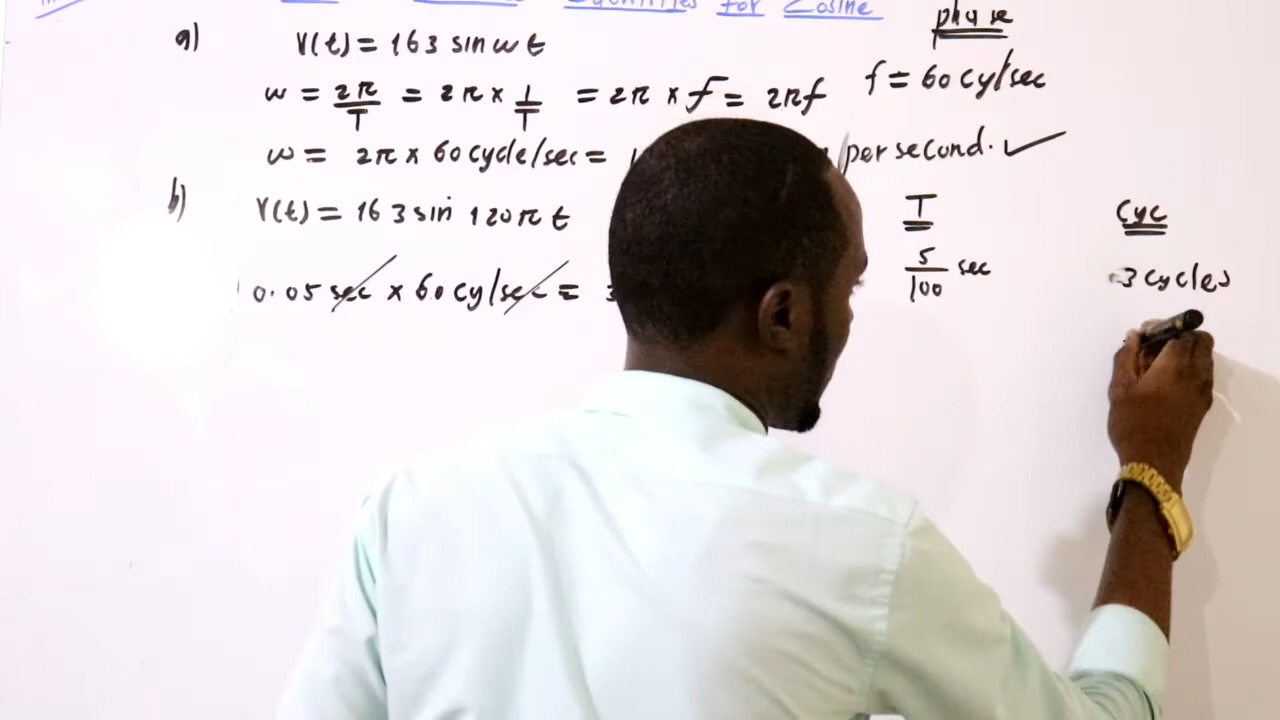 Quantities for Cosine
phase
a) V(t) = 163 sin ωt
ω = 2π/T = 2π × 1/T = 2π × f = 2πf f = 60 cy/sec
ω = 2π × 60 cycle/sec = per second. ✓
b) V(t) = 163 sin 120π t T cyc
0.05 sec × 60 cy/sec = 3 5/100 sec 3 cycles